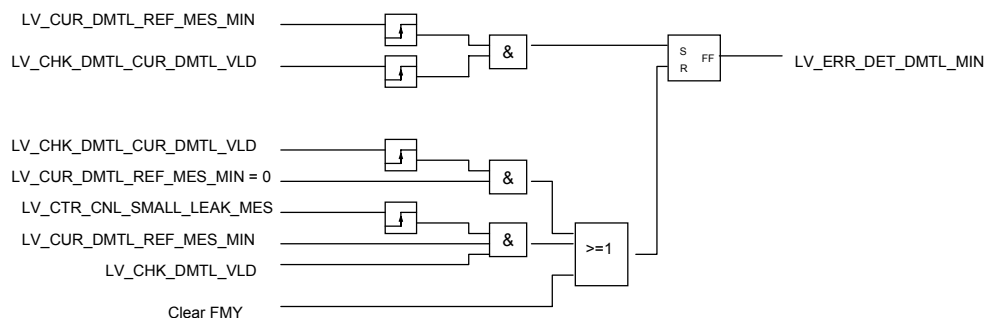 LV_CUR_DMTL_REF_MES_MIN
LV_CHK_DMTL_CUR_DMTL_VLD
&
S
R
FF
LV_ERR_DET_DMTL_MIN
LV_CHK_DMTL_CUR_DMTL_VLD
LV_CUR_DMTL_REF_MES_MIN = 0
&
LV_CTR_CNL_SMALL_LEAK_MES
LV_CUR_DMTL_REF_MES_MIN
&
>=1
LV_CHK_DMTL_VLD
Clear FMY